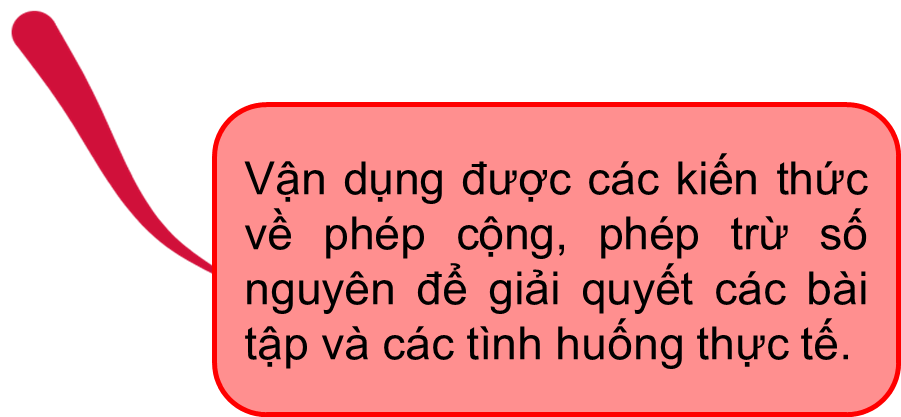 Vận dụng được các kiến thức
về phép cộng, phép trừ số
nguyên để giải quyết các bài
tập và các tình huống thực tế.